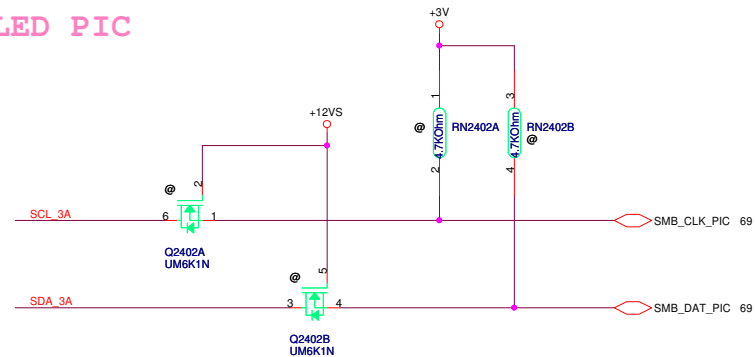 LED PIC
+3V
1
3
@
4.7KOhm
RN2402A
4.7KOhm
RN2402B
@
2
4
+12VS
@
2
SCL_3A
6
1
SMB_CLK_PIC 69
Q2402A
UM6K1N
@
5
SDA_3A
3
4
SMB_DAT_PIC 69
Q2402B
UM6K1N